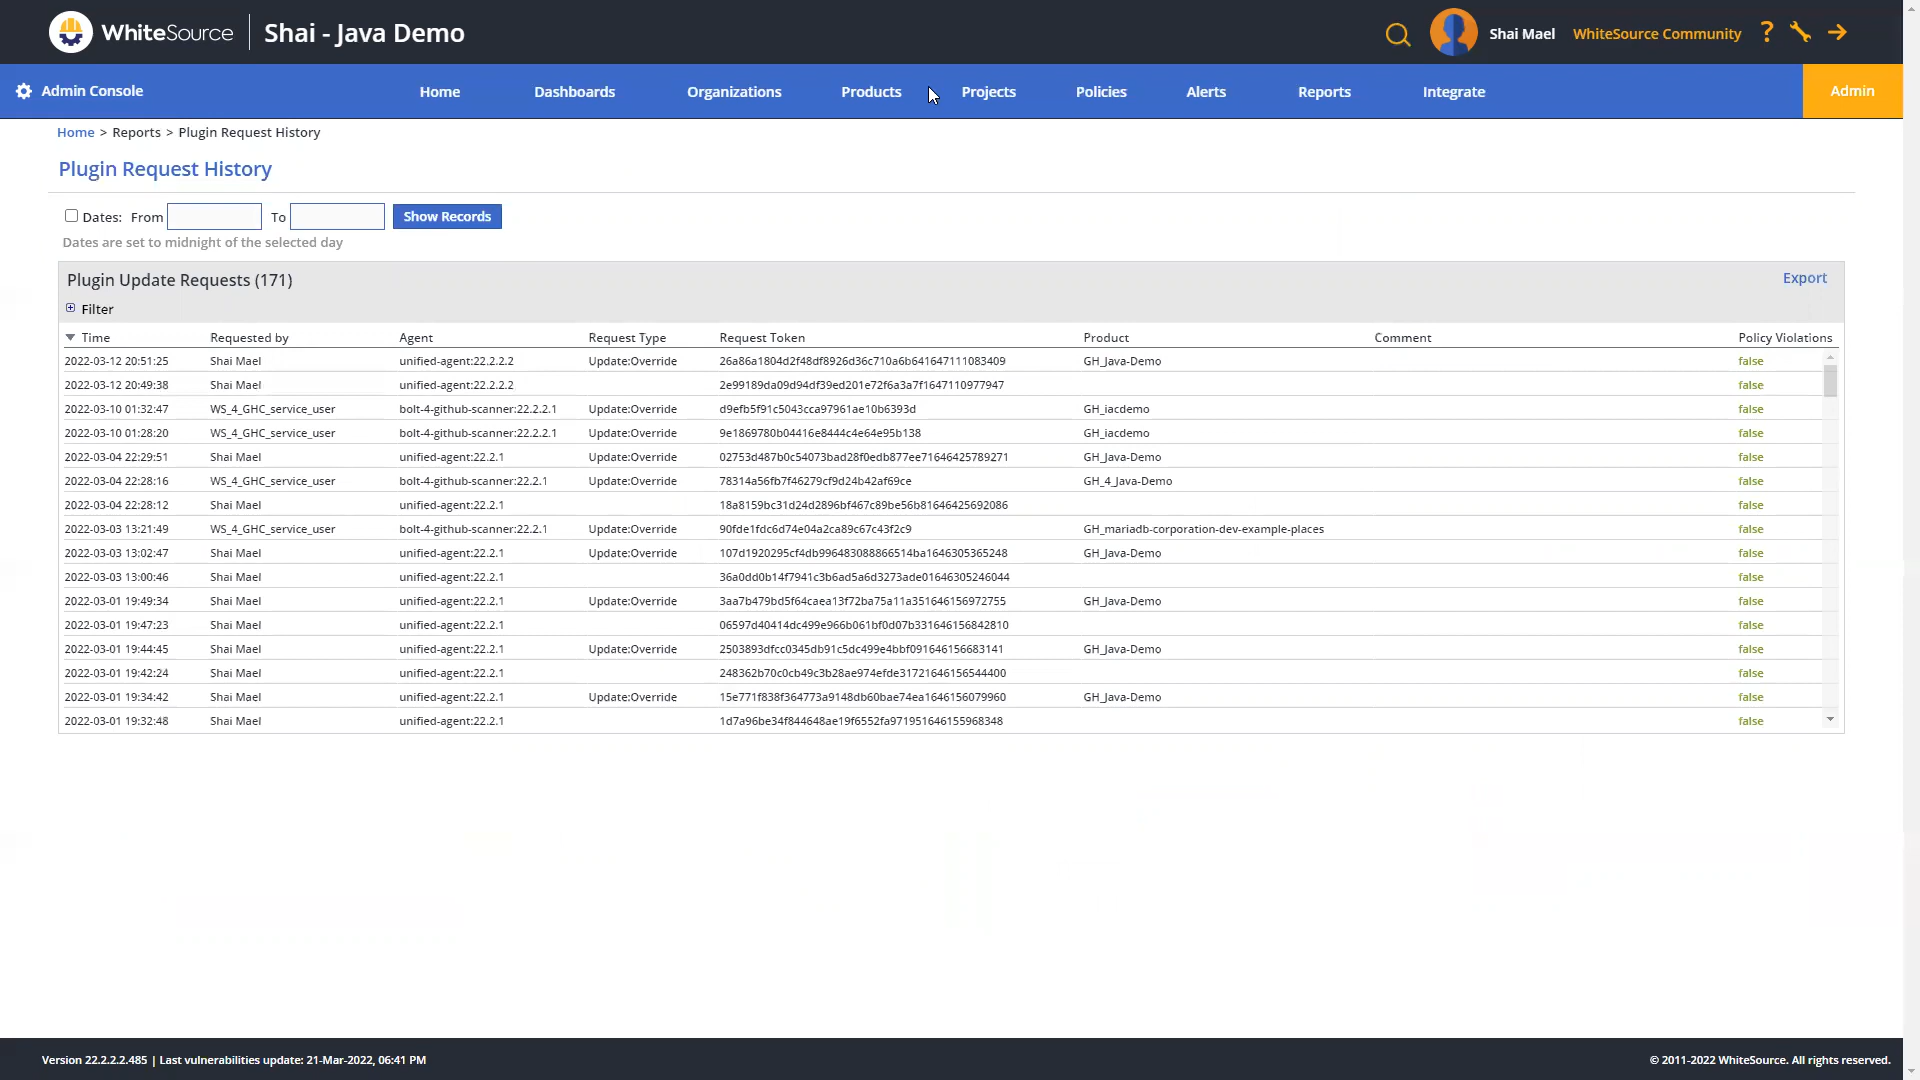 WhiteSource | Shai - Java Demo
Shai Mael WhiteSource Community ?
Admin Console Home Dashboards Organizations Products Projects Policies Alerts Reports Integrate Admin
Home > Reports > Plugin Request History
Plugin Request History
Dates: From To Show Records
Dates are set to midnight of the selected day
Plugin Update Requests (171) Export
Filter
Time Requested by Agent Request Type Request Token Product Comment Policy Violations
2022-03-12 20:51:25 Shai Mael unified-agent:22.2.2.2 Update:Override 26a86a1804d2f48df8926d36c710a6b641647111083409 GH_Java-Demo false
2022-03-12 20:49:38 Shai Mael unified-agent:22.2.2.2 2e99189da09d94df39ed201e72f6a3a7f1647110977947 false
2022-03-10 01:32:47 WS_4_GHC_service_user bolt-4-github-scanner:22.2.2.1 Update:Override d9efb5f91c5043cca97961ae10b6393d GH_iacdemo false
2022-03-10 01:28:20 WS_4_GHC_service_user bolt-4-github-scanner:22.2.2.1 Update:Override 9e1869780b04416e8444c4e64e95b138 GH_iacdemo false
2022-03-04 22:29:51 Shai Mael unified-agent:22.2.1 Update:Override 02753d487b0c54073bad28f0edb877ee71646425789271 GH_Java-Demo false
2022-03-04 22:28:16 WS_4_GHC_service_user bolt-4-github-scanner:22.2.1 Update:Override 78314a56fb7f46279cf9d24b42af69ce GH_4_Java-Demo false
2022-03-04 22:28:12 Shai Mael unified-agent:22.2.1 18a8159bc31d24d2896bf467c89be56b81646425692086 false
2022-03-03 13:21:49 WS_4_GHC_service_user bolt-4-github-scanner:22.2.1 Update:Override 90fde1fdc6d74e04a2ca89c67c43f2c9 GH_mariadb-corporation-dev-example-places false
2022-03-03 13:02:47 Shai Mael unified-agent:22.2.1 Update:Override 107d1920295cf4db996483088866514ba1646305365248 GH_Java-Demo false
2022-03-03 13:00:46 Shai Mael unified-agent:22.2.1 36a0dd0b14f7941c3b6ad5a6d3273ade01646305246044 false
2022-03-01 19:49:34 Shai Mael unified-agent:22.2.1 Update:Override 3aa7b479bd5f64caea13f72ba75a11a351646156972755 GH_Java-Demo false
2022-03-01 19:47:23 Shai Mael unified-agent:22.2.1 06597d40414dc499e966b061bf0d07b331646156842810 false
2022-03-01 19:44:45 Shai Mael unified-agent:22.2.1 Update:Override 2503893dfcc0345db91c5dc499e4bbf091646156683141 GH_Java-Demo false
2022-03-01 19:42:24 Shai Mael unified-agent:22.2.1 248362b70c0cb49c3b28ae974efde31721646156544400 false
2022-03-01 19:34:42 Shai Mael unified-agent:22.2.1 Update:Override 15e771f838f364773a9148db60bae74ea1646156079960 GH_Java-Demo false
2022-03-01 19:32:48 Shai Mael unified-agent:22.2.1 1d7a96be34f844648ae19f6552fa971951646155968348 false
Version 22.2.2.2.485 | Last vulnerabilities update: 21-Mar-2022, 06:41 PM © 2011-2022 WhiteSource. All rights reserved.